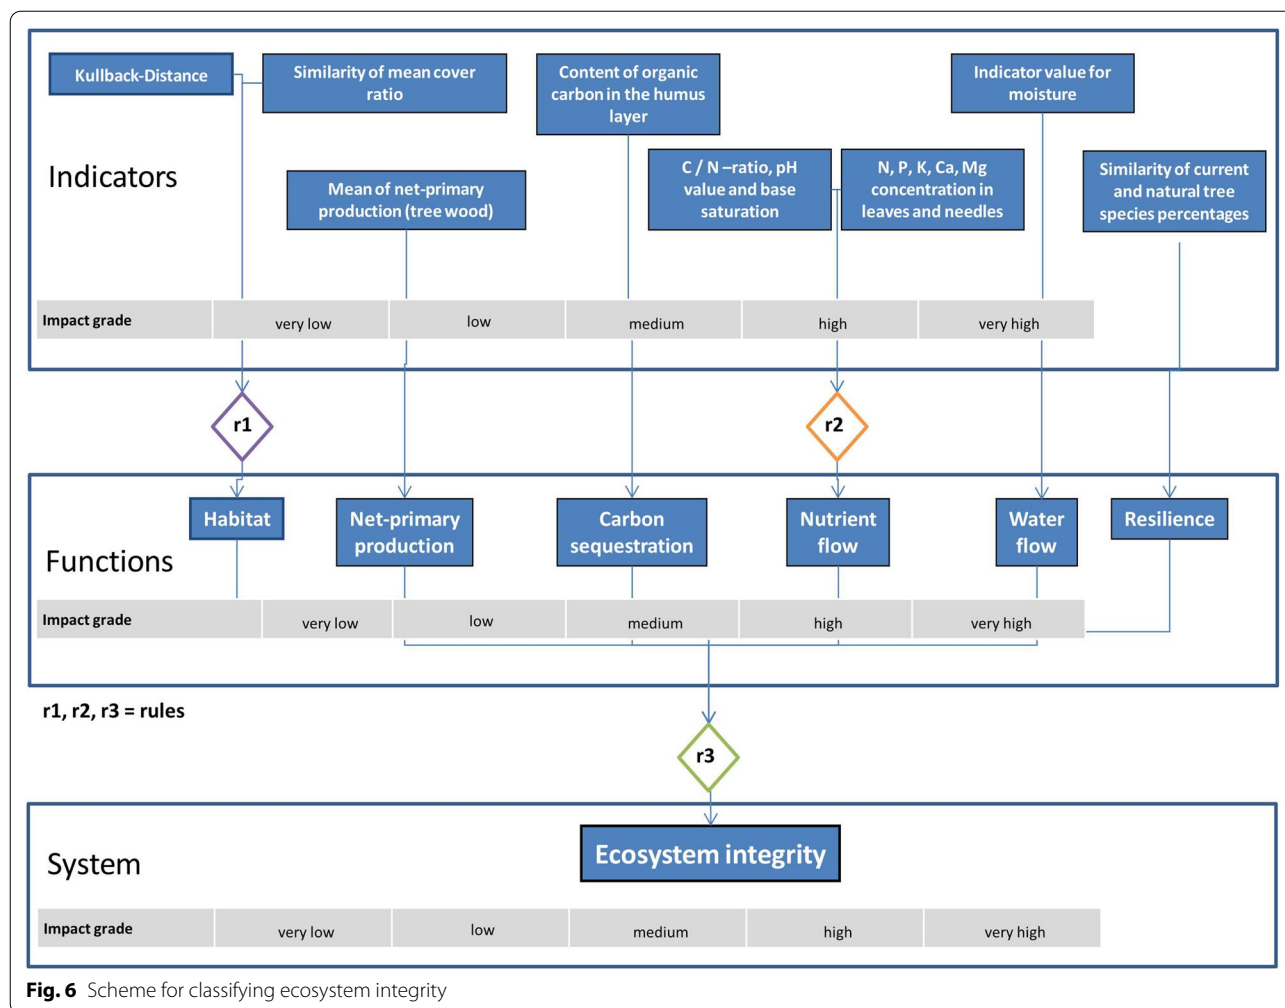 Kullback-Distance
Similarity of mean cover
ratio
Content of organic
carbon in the humus
layer
Indicator value for
moisture
Indicators
Mean of net-primary
production (tree wood)
C / N –ratio, pH
value and base
saturation
N, P, K, Ca, Mg
concentration in
leaves and needles
Similarity of current
and natural tree
species percentages
Impact grade very low low medium high very high
r1
r2
Functions
Habitat
Net-primary
production
Carbon
sequestration
Nutrient
flow
Water
flow
Resilience
Impact grade very low low medium high very high
r1, r2, r3 = rules
r3
System
Ecosystem integrity
Impact grade very low low medium high very high
Fig. 6 Scheme for classifying ecosystem integrity